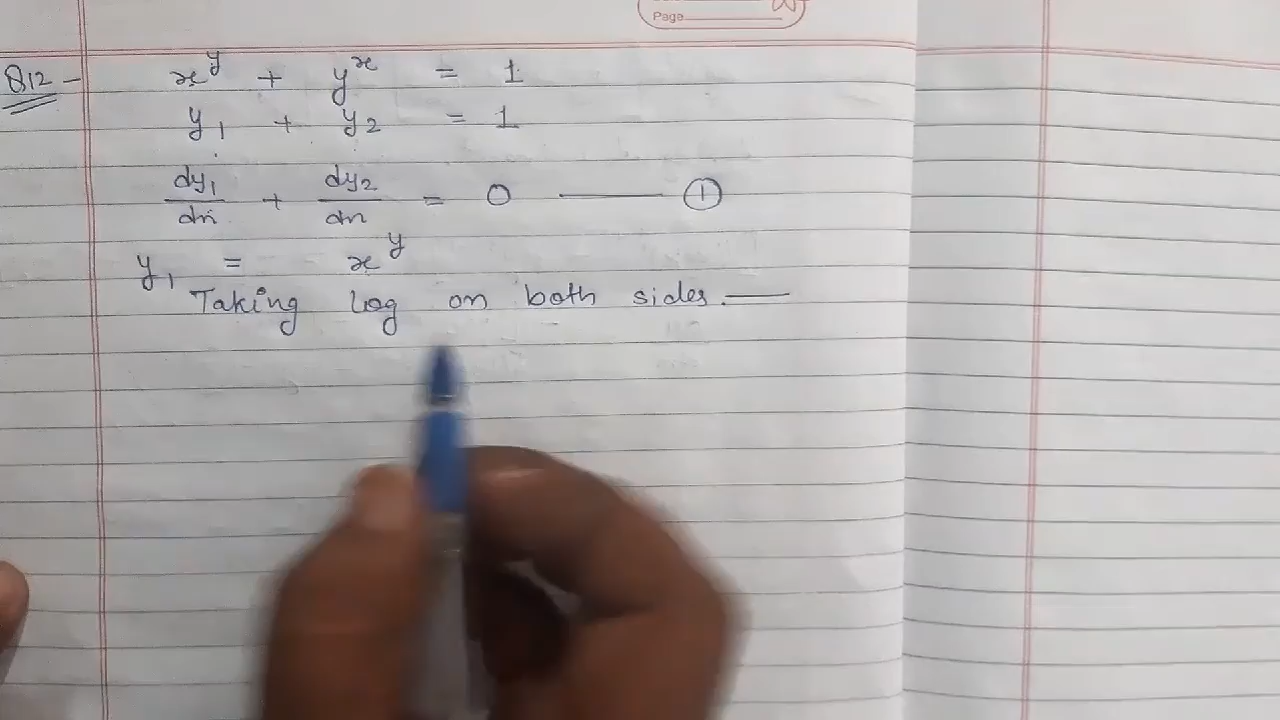 Page
Q12 - x^y + y^x = 1
y₁ + y₂ = 1
dy₁/dx + dy₂/dx = 0 —— ①
y₁ = x^y
Taking log on both sides. —